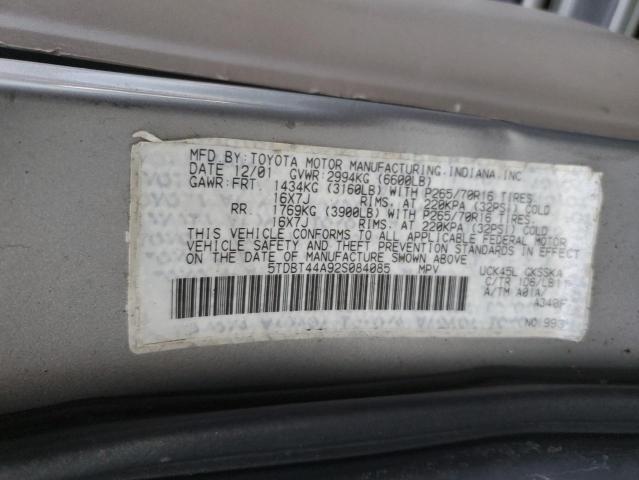 MFD BY:TOYOTA MOTOR MANUFACTURING,INDIANA,INC
DATE 12/01 GVWR:2994KG (6600LB)
GAWR:FRT. 1434KG (3160LB) WITH P265/70R16 TIRES,
16X7J RIMS, AT 220KPA (32PSI) COLD
RR. 1769KG (3900LB) WITH P265/70R16 TIRES,
16X7J RIMS, AT 220KPA (32PSI) COLD
THIS VEHICLE CONFORMS TO ALL APPLICABLE FEDERAL MOTOR
VEHICLE SAFETY AND THEFT PREVENTION STANDARDS IN EFFECT
ON THE DATE OF MANUFACTURE SHOWN ABOVE.
5TDBT44A92S084085 MPV UCK45L GKSSKA
C/TR 1D6/LB11
A/TM A01A/
A340F
NO 993